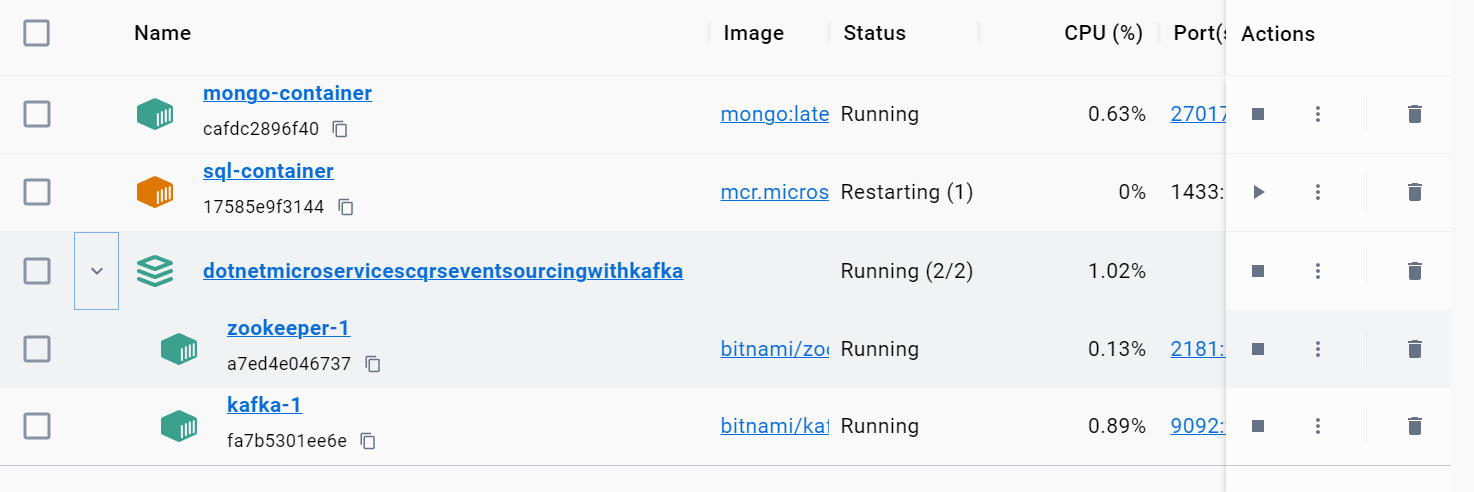 Name Image Status CPU (%) Port(s Actions
mongo-container
cafdc2896f40 mongo:late Running 0.63% 27017
sql-container
17585e9f3144 mcr.micros Restarting (1) 0% 1433:
dotnetmicroservicescqrseventsourcingwithkafka Running (2/2) 1.02%
zookeeper-1
a7ed4e046737 bitnami/zoo Running 0.13% 2181:
kafka-1
fa7b5301ee6e bitnami/kaf Running 0.89% 9092: